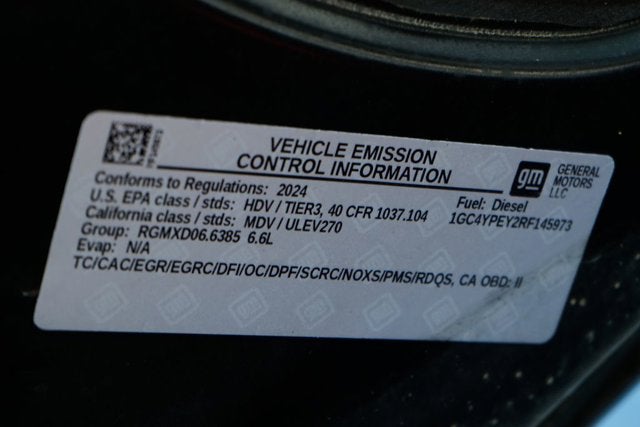 VEHICLE EMISSION
CONTROL INFORMATION
gm
GENERAL
MOTORS
LLC
Conforms to Regulations: 2024
U.S. EPA class / stds: HDV / TIER3, 40 CFR 1037.104
California class / stds: MDV / ULEV270
Group: RGMXD06.6385 6.6L
Evap: N/A
Fuel: Diesel
1GC4YPEY2RF145973
TC/CAC/EGR/EGRC/DFI/OC/DPF/SCRC/NOXS/PMS/RDQS, CA OBD: II